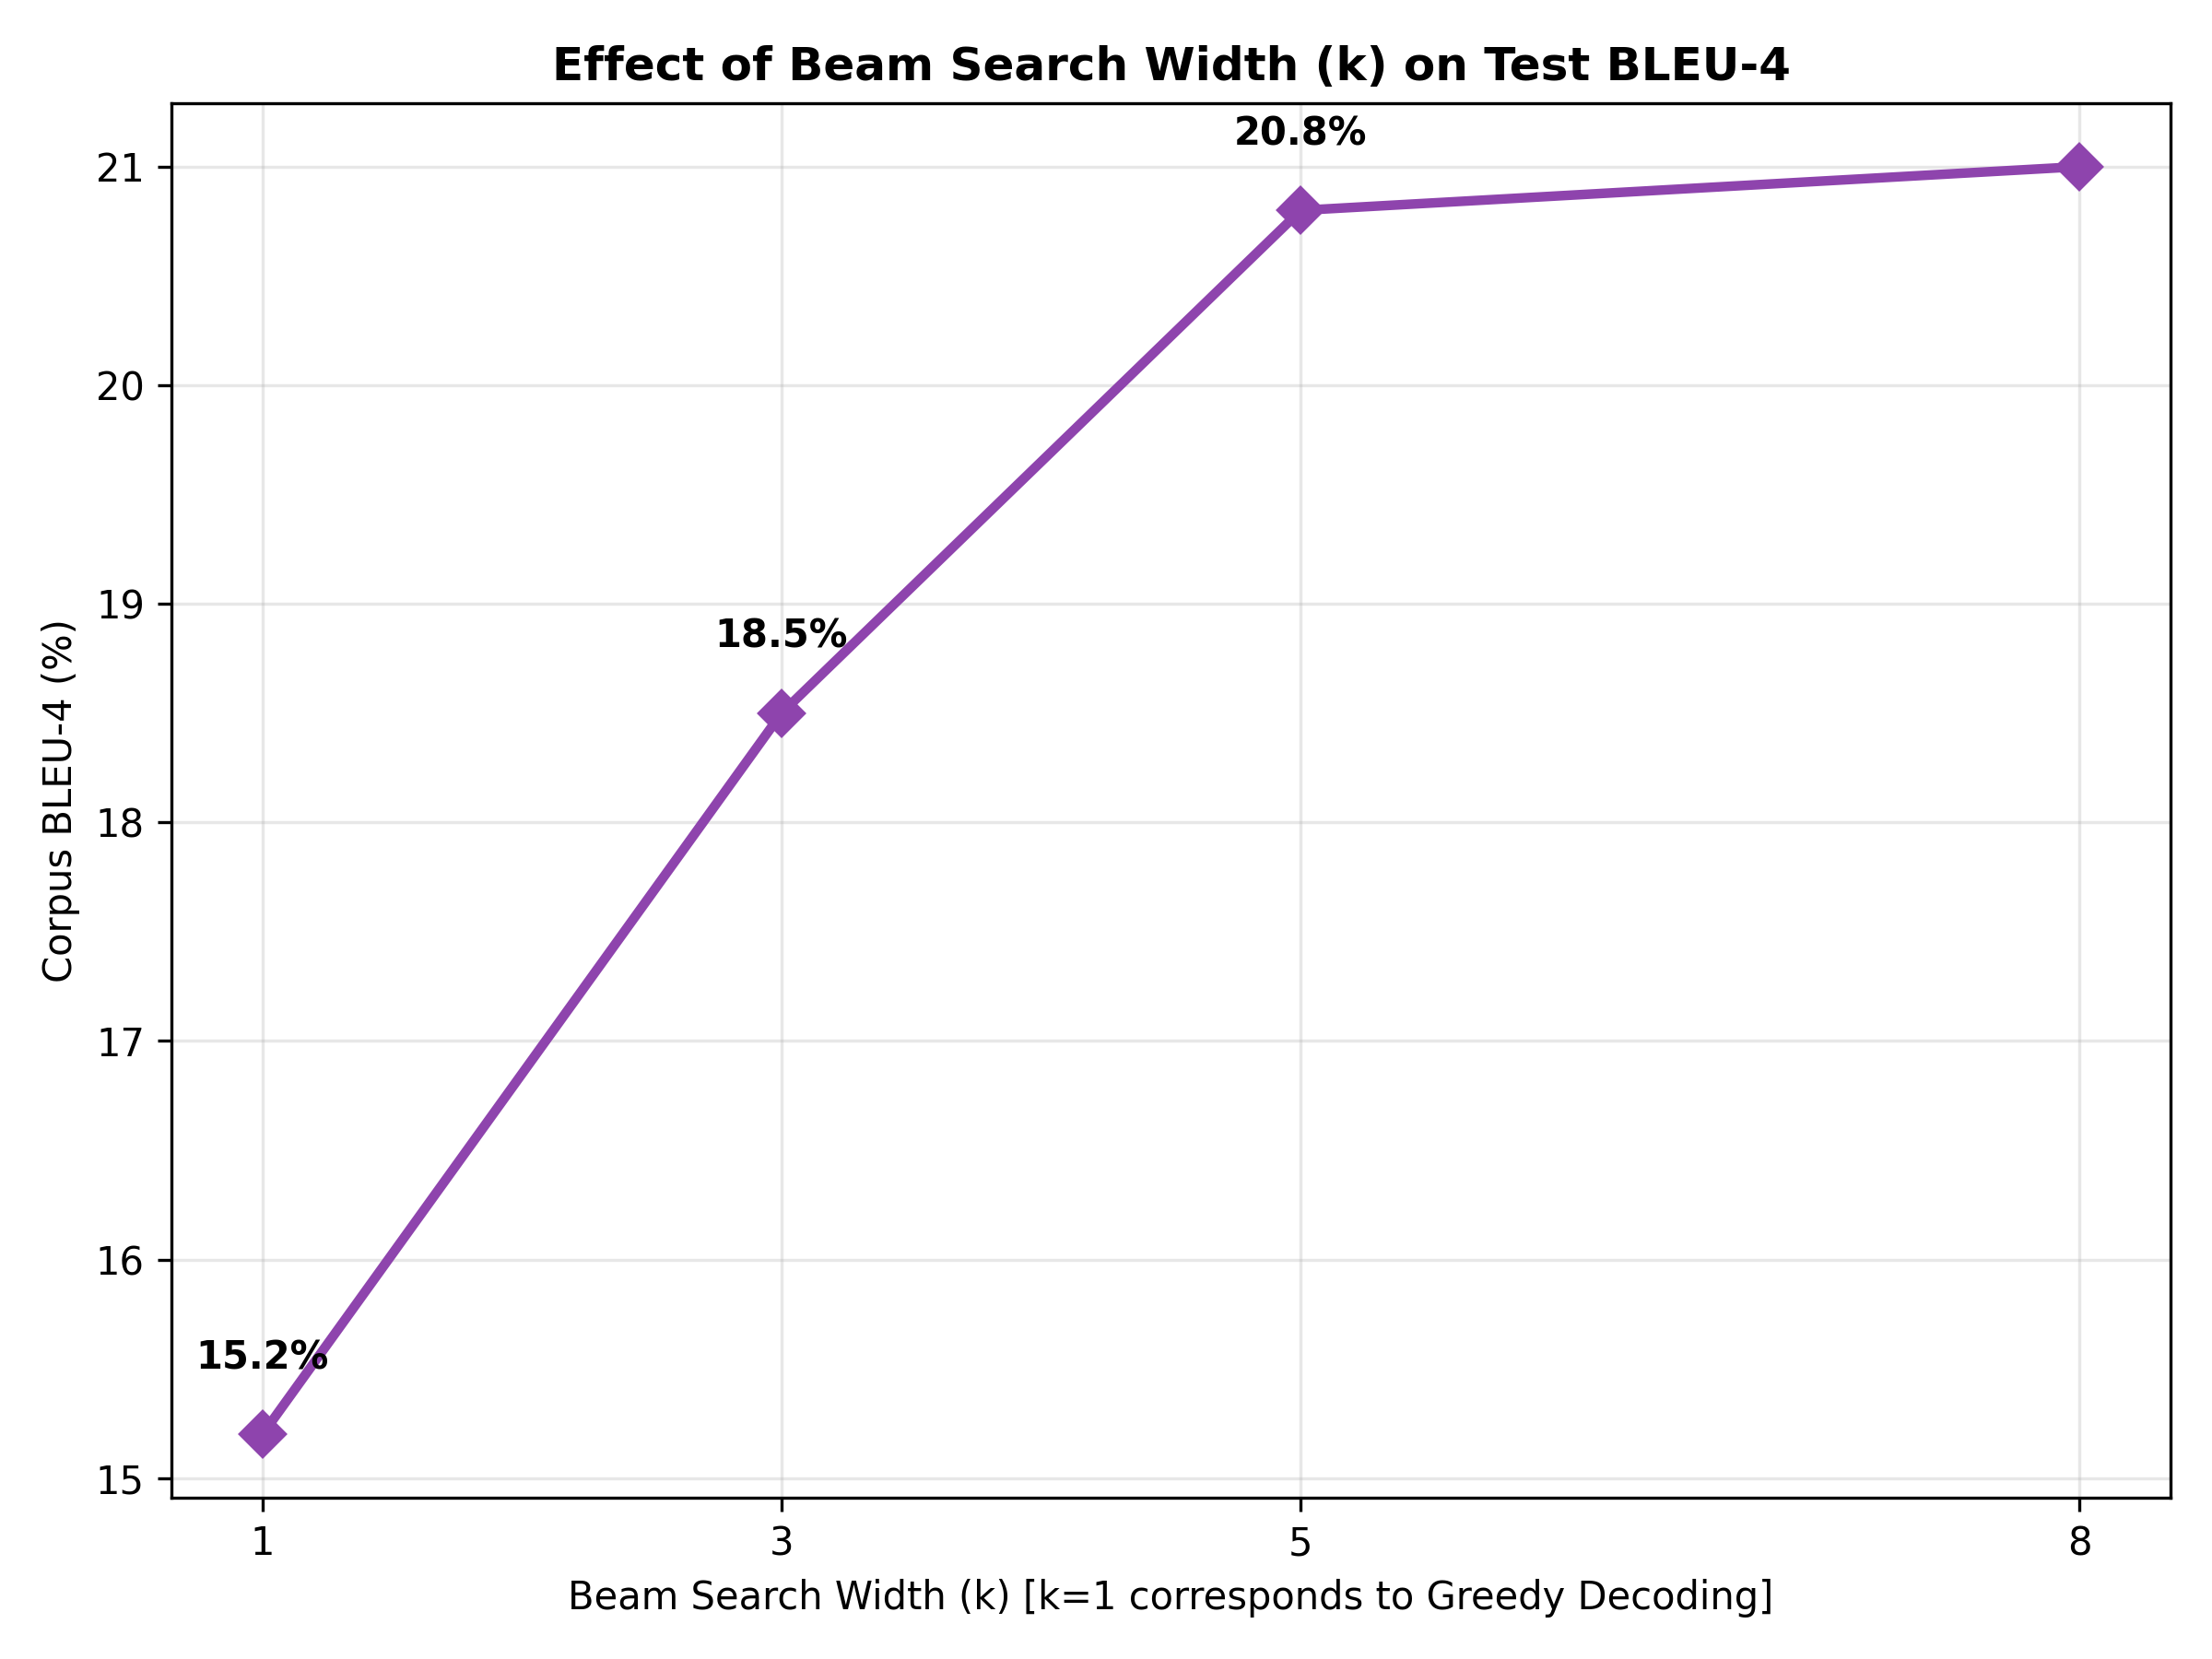 Effect of Beam Search Width (k) on Test BLEU-4
20.8%
18.5%
15.2%
Corpus BLEU-4 (%)
21
20
19
18
17
16
15
1 3 5 8
Beam Search Width (k) [k=1 corresponds to Greedy Decoding]